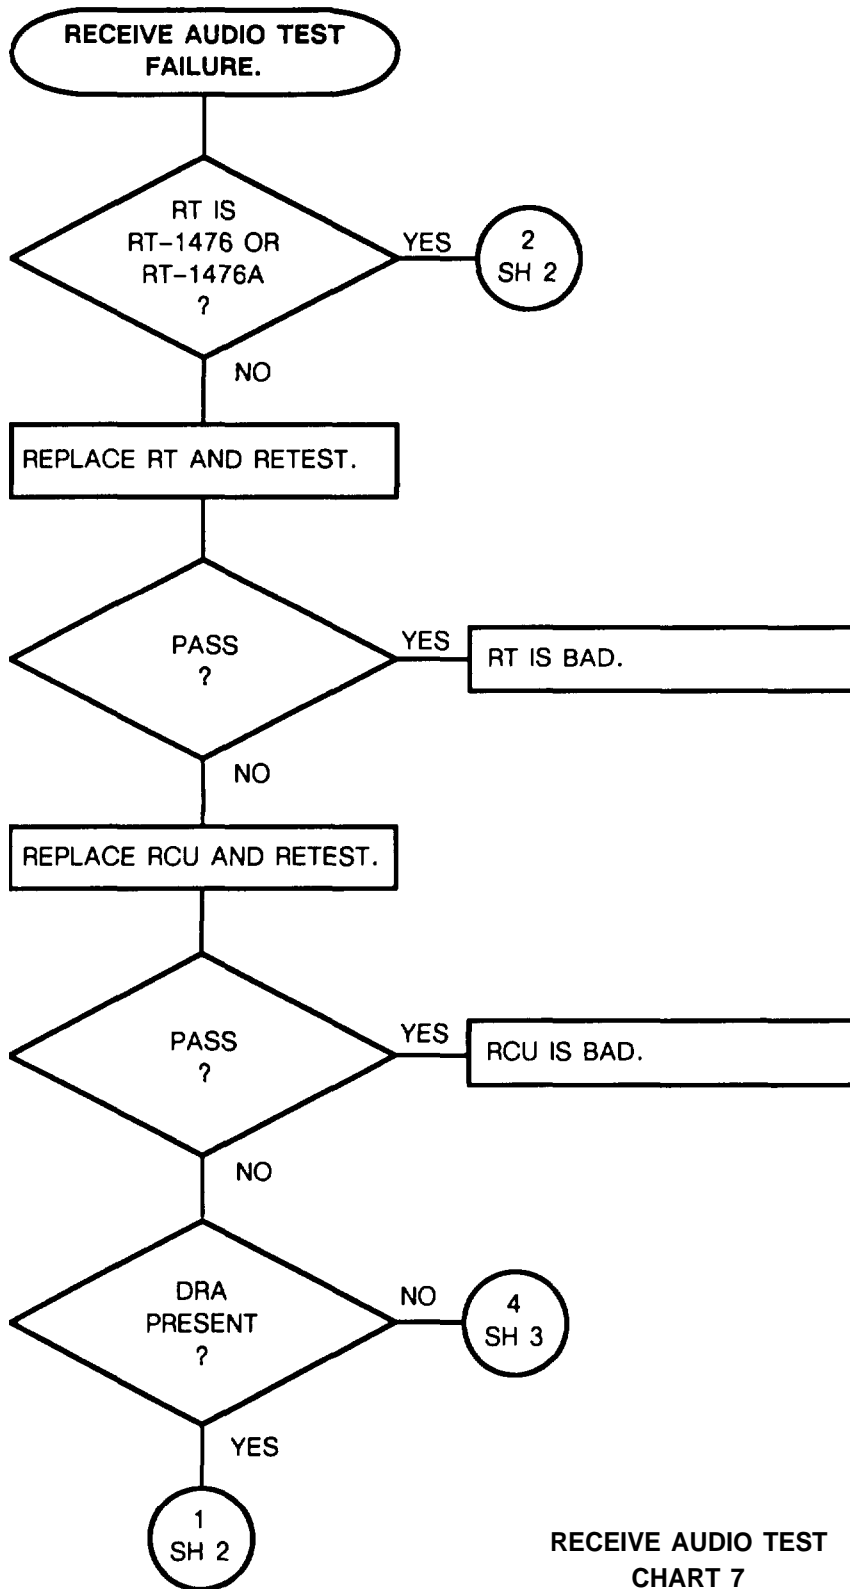 RECEIVE AUDIO TEST
FAILURE.
RT IS
RT-1476 OR
RT-1476A
?
YES
2
SH 2
NO
REPLACE RT AND RETEST.
PASS
?
YES
RT IS BAD.
NO
REPLACE RCU AND RETEST.
PASS
?
YES
RCU IS BAD.
NO
DRA
PRESENT
?
NO
4
SH 3
YES
1
SH 2
RECEIVE AUDIO TEST
CHART 7